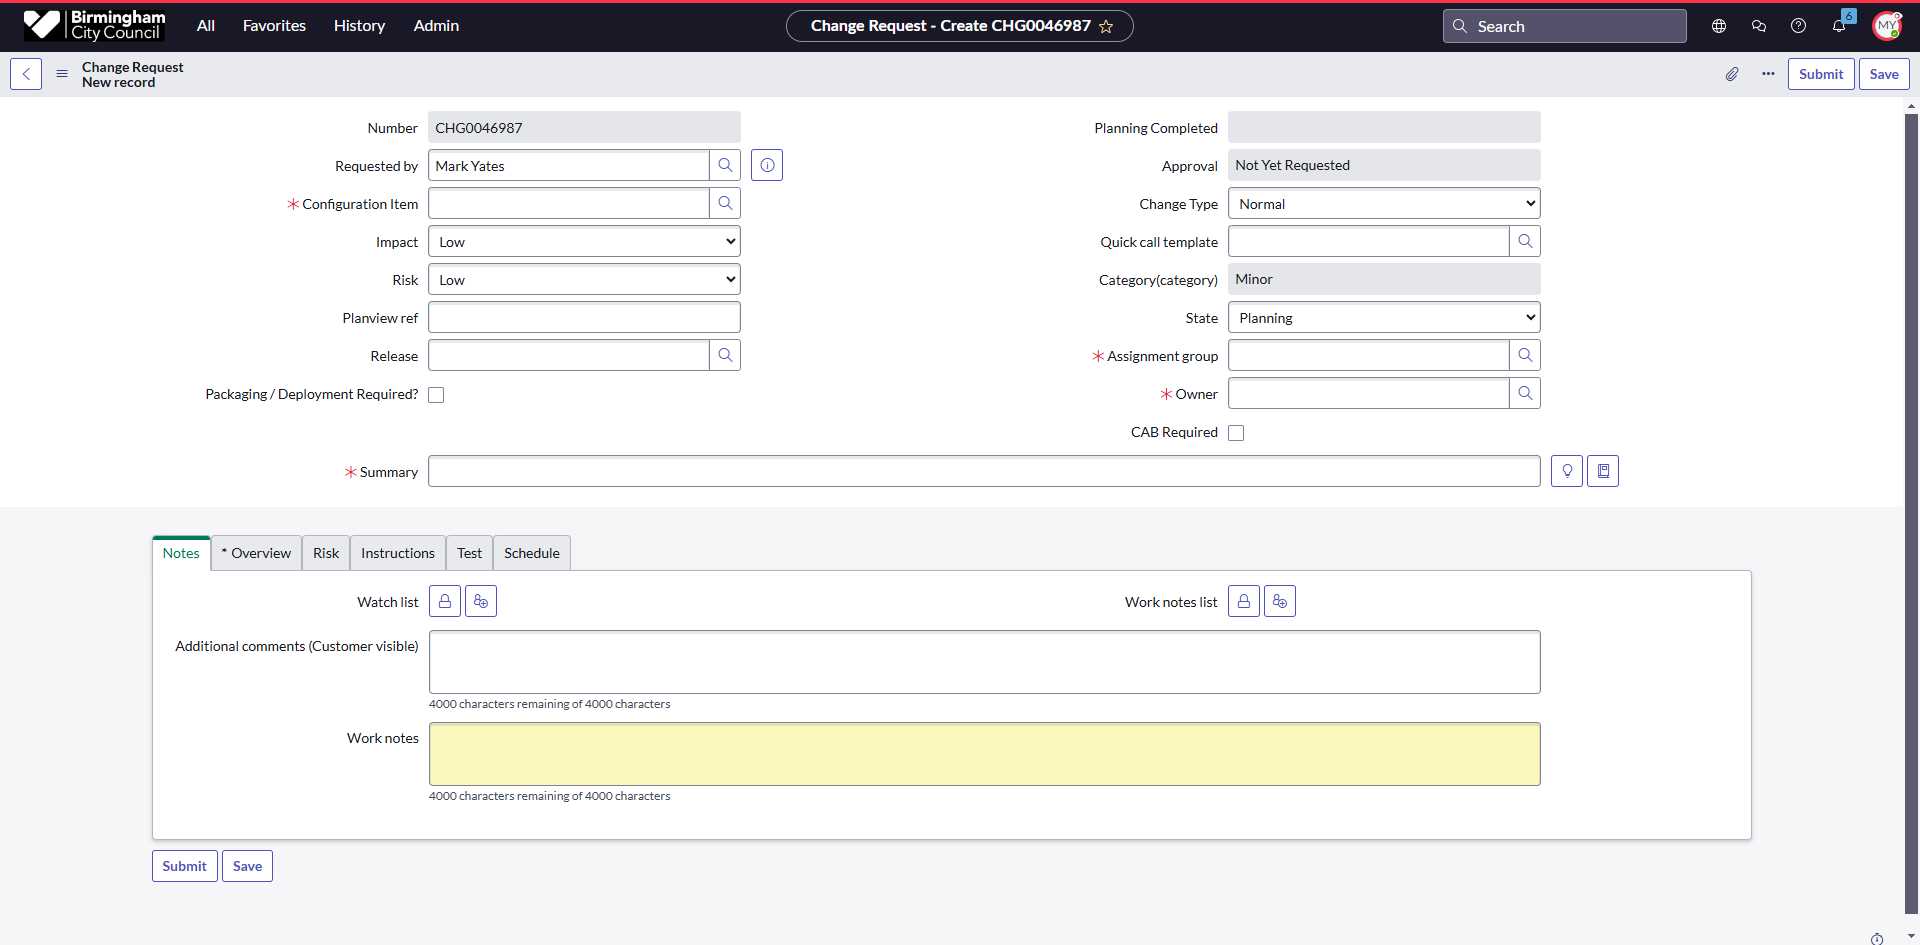 Birmingham
City Council
All
Favorites
History
Admin
Change Request - Create CHG0046987
Search
6
MY
Change Request
New record
Submit
Save
Number
CHG0046987
Planning Completed
Requested by
Mark Yates
Approval
Not Yet Requested
* Configuration Item
Change Type
Normal
Impact
Low
Quick call template
Risk
Low
Category(category)
Minor
Planview ref
State
Planning
Release
* Assignment group
Packaging / Deployment Required?
* Owner
CAB Required
* Summary
Notes
* Overview
Risk
Instructions
Test
Schedule
Watch list
Work notes list
Additional comments (Customer visible)
4000 characters remaining of 4000 characters
Work notes
4000 characters remaining of 4000 characters
Submit
Save